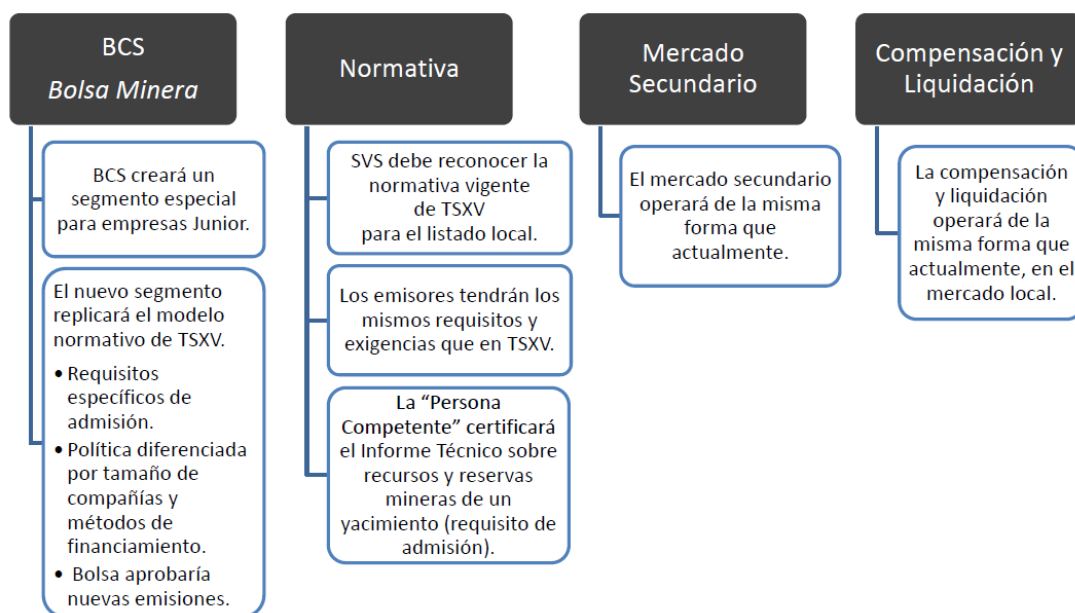 BCS
Bolsa Minera
BCS creará un
segmento especial
para empresas Junior.
El nuevo segmento
replicará el modelo
normativo de TSXV.
• Requisitos
específicos de
admisión.
• Política diferenciada
por tamaño de
compañías y
métodos de
financiamiento.
• Bolsa aprobaría
nuevas emisiones.
Normativa
SVS debe reconocer la
normativa vigente
de TSXV
para el listado local.
Los emisores tendrán los
mismos requisitos y
exigencias que en TSXV.
La “Persona
Competente” certificará
el Informe Técnico sobre
recursos y reservas
mineras de un
yacimiento (requisito de
admisión).
Mercado
Secundario
El mercado secundario
operará de la misma
forma que
actualmente.
Compensación y
Liquidación
La compensación
y liquidación
operará de la
misma forma que
actualmente, en el
mercado local.